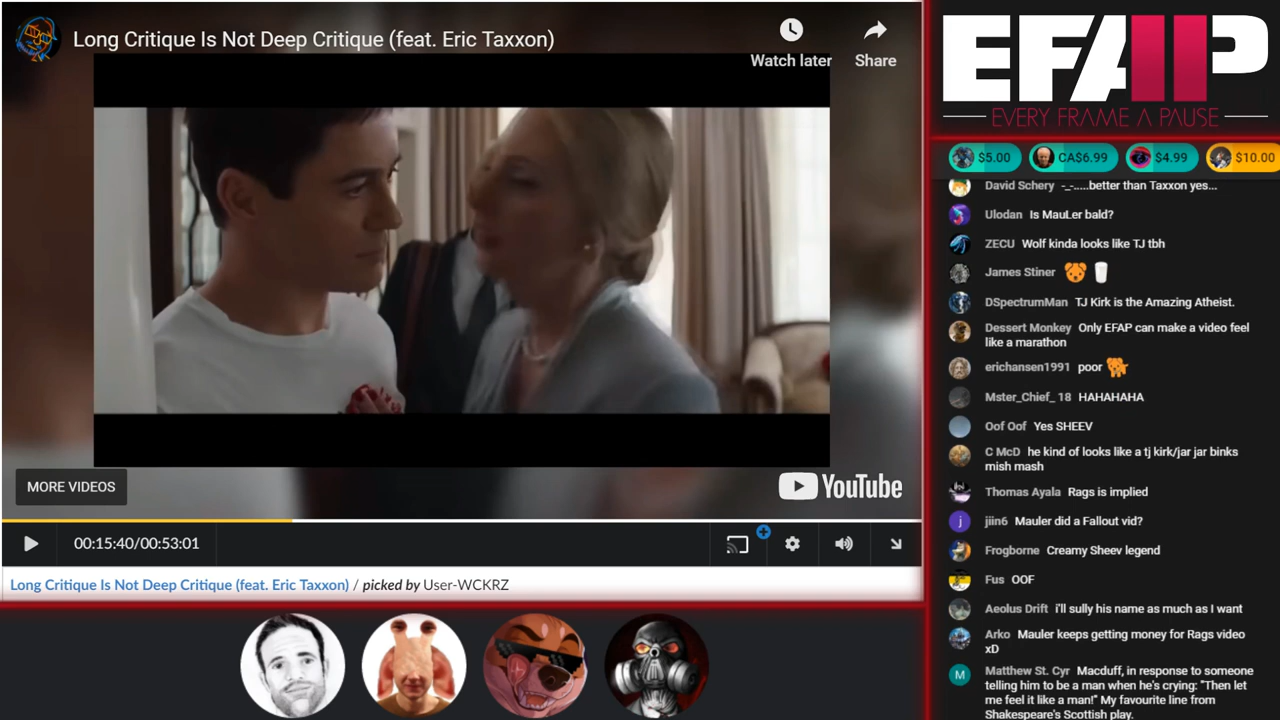 Long Critique Is Not Deep Critique (feat. Eric Taxxon)
Watch later
Share
MORE VIDEOS
YouTube
00:15:40/00:53:01
Long Critique Is Not Deep Critique (feat. Eric Taxxon) / picked by User-WCKRZ
EFAP
EVERY FRAME A PAUSE
$5.00
CA$6.99
$4.99
$10.00
David Schery -_-.....better than Taxxon yes...
Ulodan Is MauLer bald?
ZECU Wolf kinda looks like TJ tbh
James Stiner 🐻 🥛
DSpectrumMan TJ Kirk is the Amazing Atheist.
Dessert Monkey Only EFAP can make a video feel
like a marathon
erichansen1991 poor 🐕
Mster_Chief_ 18 HAHAHAHA
Oof Oof Yes SHEEV
C McD he kind of looks like a tj kirk/jar jar binks
mish mash
Thomas Ayala Rags is implied
j
jiin6 Mauler did a Fallout vid?
Frogborne Creamy Sheev legend
Fus OOF
Aeolus Drift i'll sully his name as much as I want
Arko Mauler keeps getting money for Rags video
xD
M
Matthew St. Cyr Macduff, in response to someone
telling him to be a man when he's crying: "Then let
me feel it like a man!" My favourite line from
Shakespeare's Scottish play.